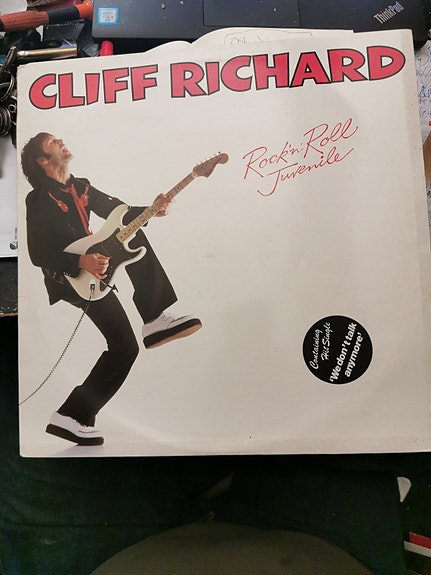 ThinkPad
CLIFF RICHARD
Rock 'n' Roll
Juvenile
Containing
Hit Single
'We don't talk
anymore'